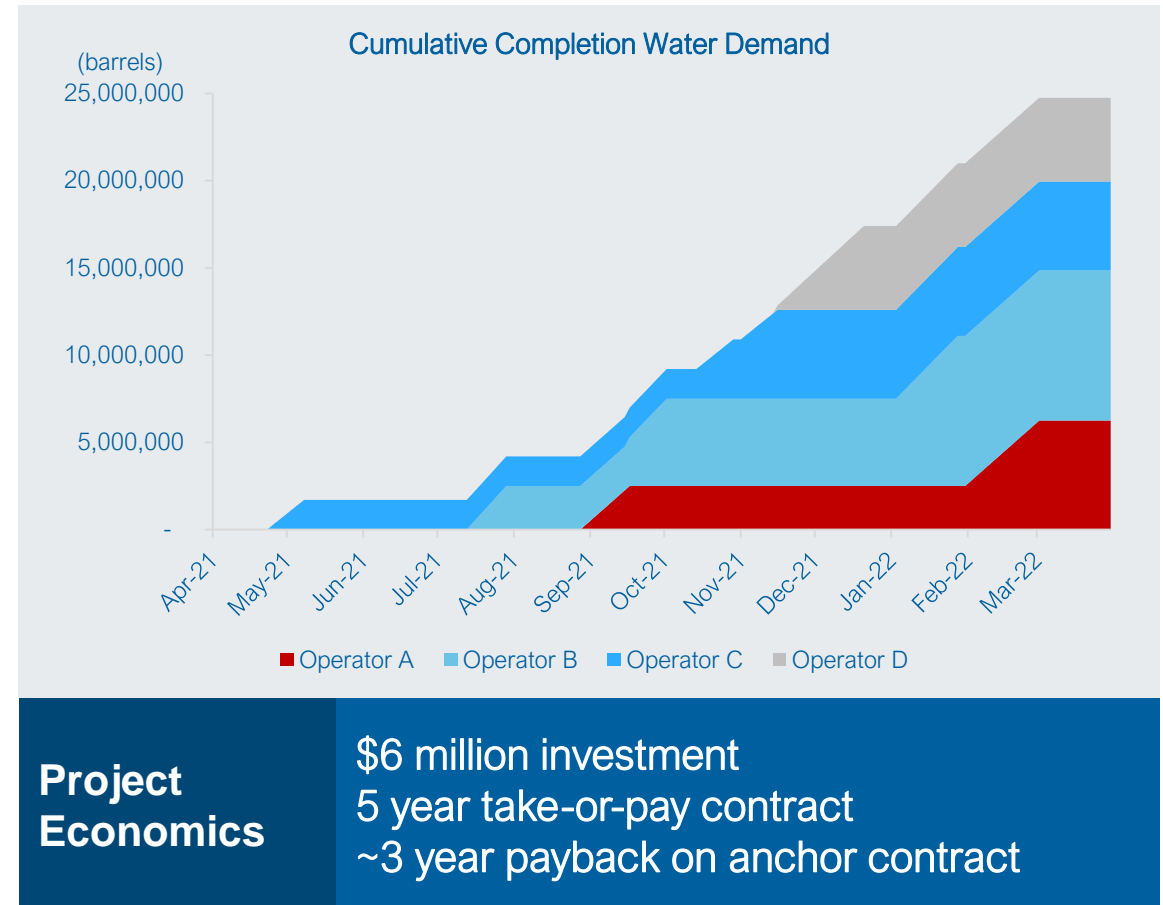 Cumulative Completion Water Demand
(barrels)
25,000,000
20,000,000
15,000,000
10,000,000
5,000,000
-
Apr-21
May-21
Jun-21
Jul-21
Aug-21
Sep-21
Oct-21
Nov-21
Dec-21
Jan-22
Feb-22
Mar-22
Operator A
Operator B
Operator C
Operator D
Project
Economics
$6 million investment
5 year take-or-pay contract
~3 year payback on anchor contract